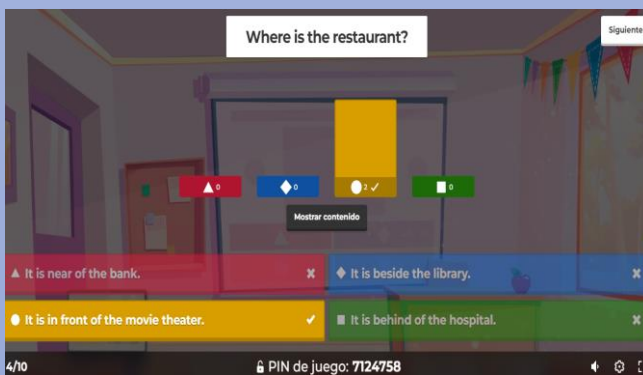 Where is the restaurant?
Siguiente
0
0
2
0
Mostrar contenido
It is near of the bank.
It is beside the library.
It is in front of the movie theater.
It is behind of the hospital.
4/10
PIN de juego: 7124758